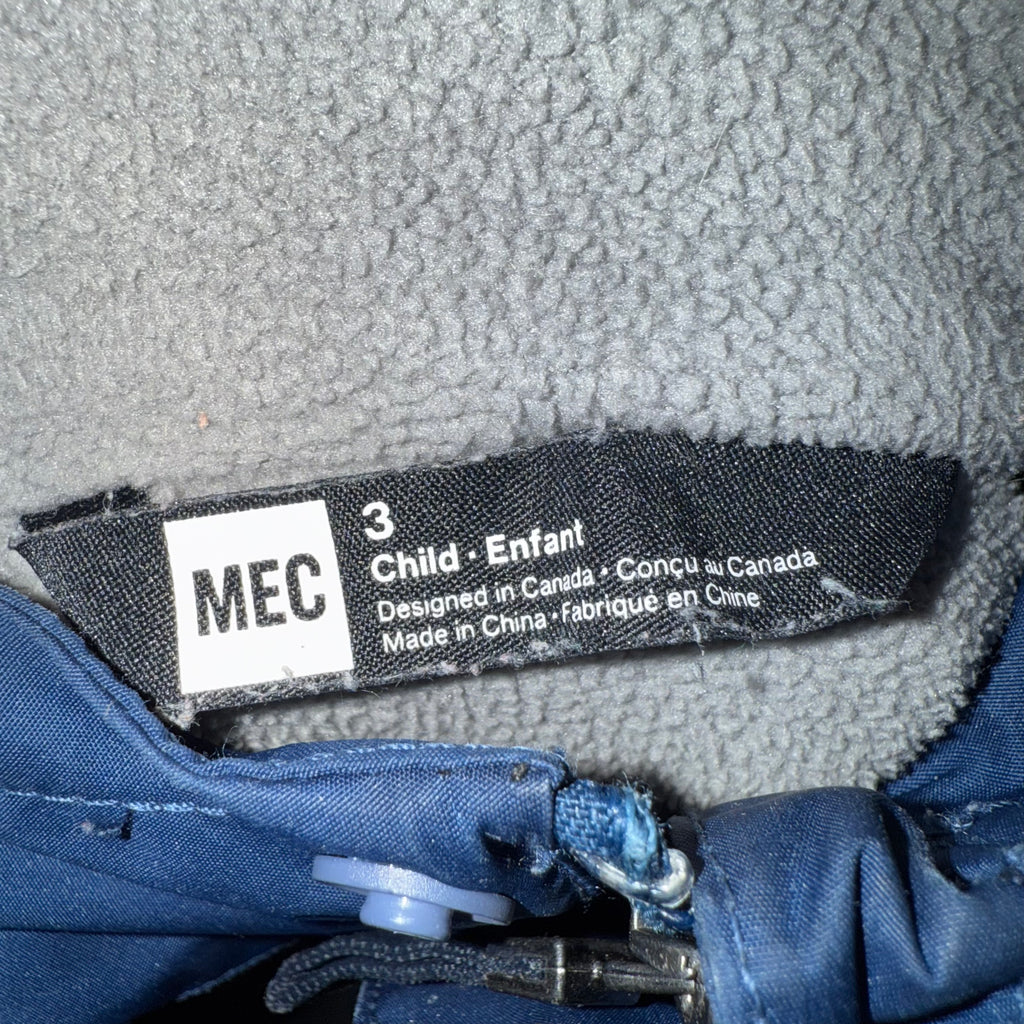 MEC
3
Child · Enfant
Designed in Canada · Conçu au Canada
Made in China · Fabriqué en Chine